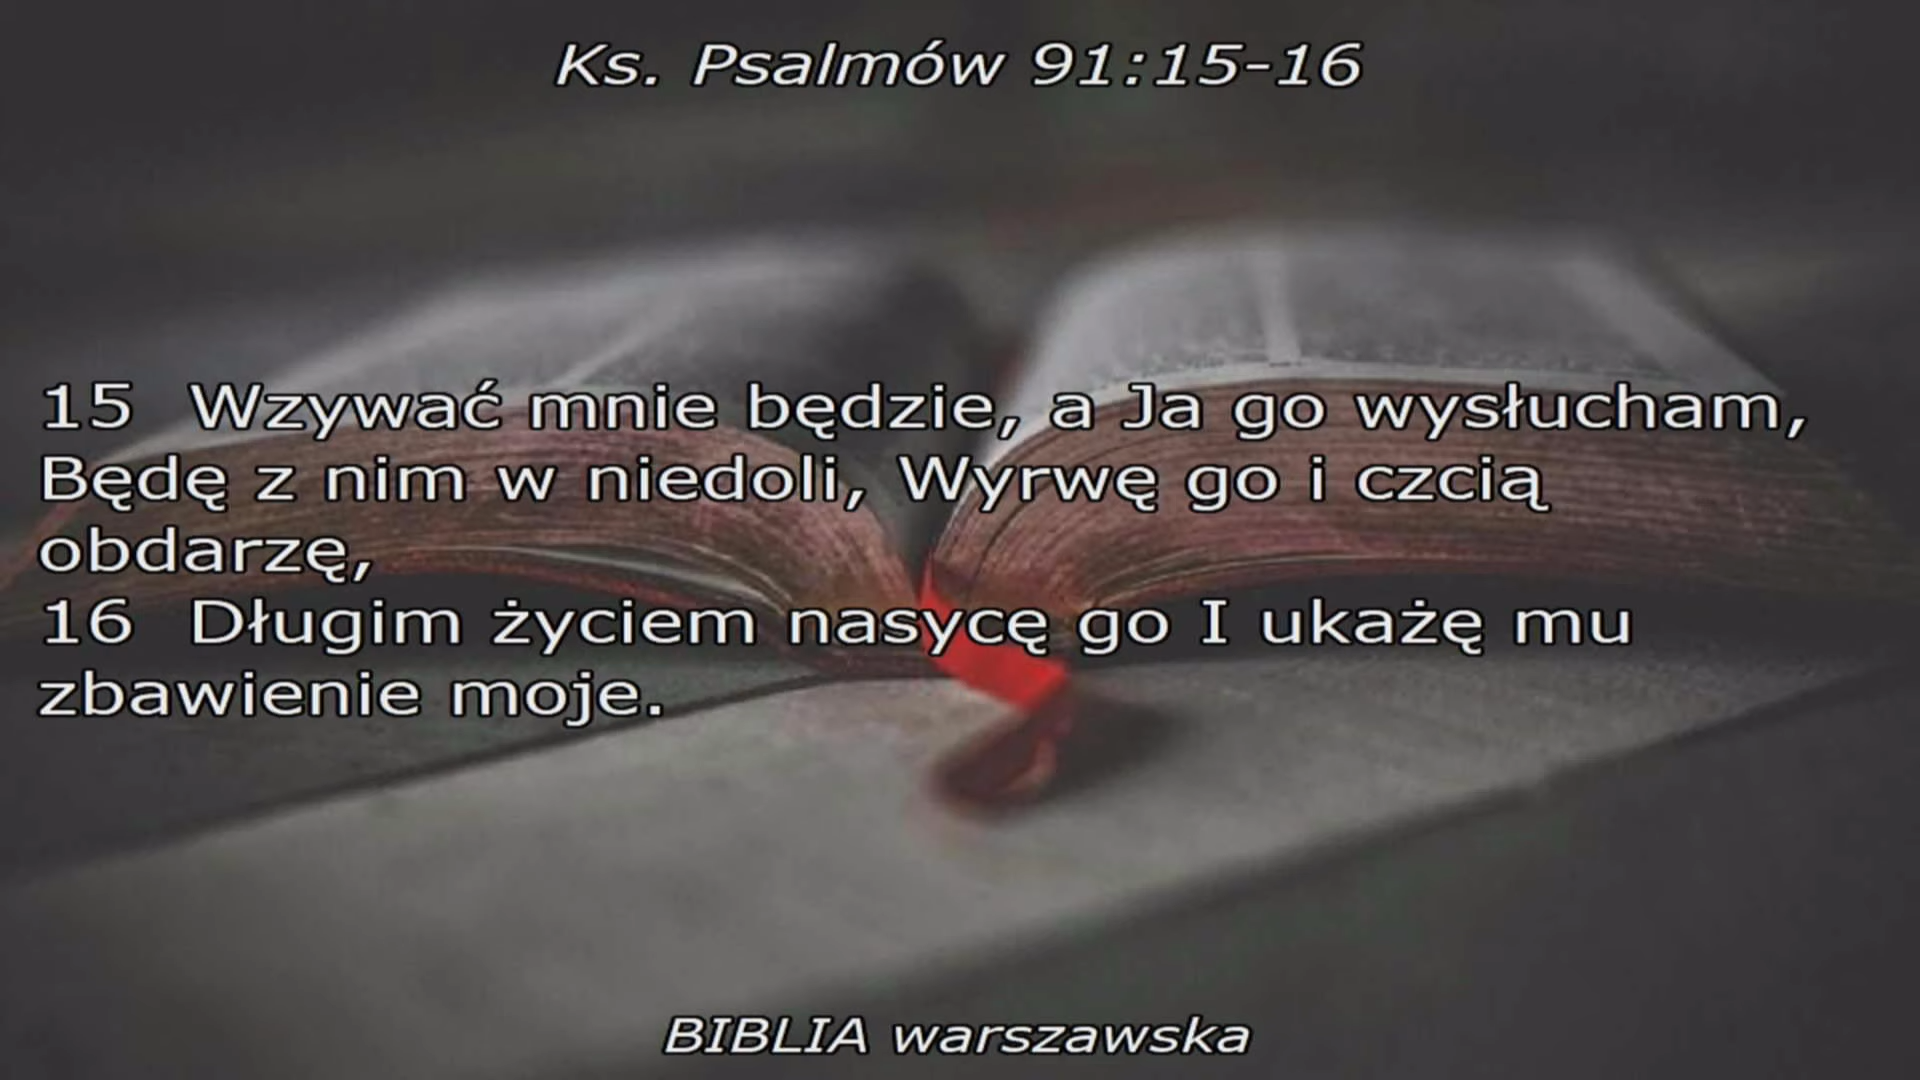 Ks. Psalmów 91:15-16
15 Wzywać mnie będzie, a Ja go wysłucham,
Będę z nim w niedoli, Wyrwę go i czcią
obdarzę,
16 Długim życiem nasycę go I ukażę mu
zbawienie moje.
BIBLIA warszawska